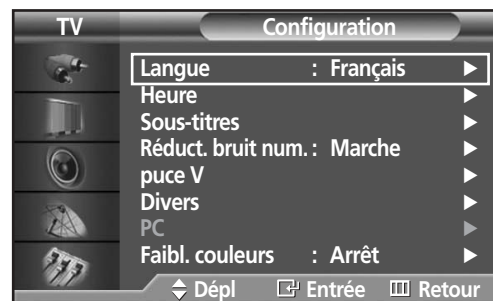 TV Configuration
Langue : Français
Heure
Sous-titres
Réduct. bruit num. : Marche
puce V
Divers
PC
Faibl. couleurs : Arrêt
Dépl Entrée Retour